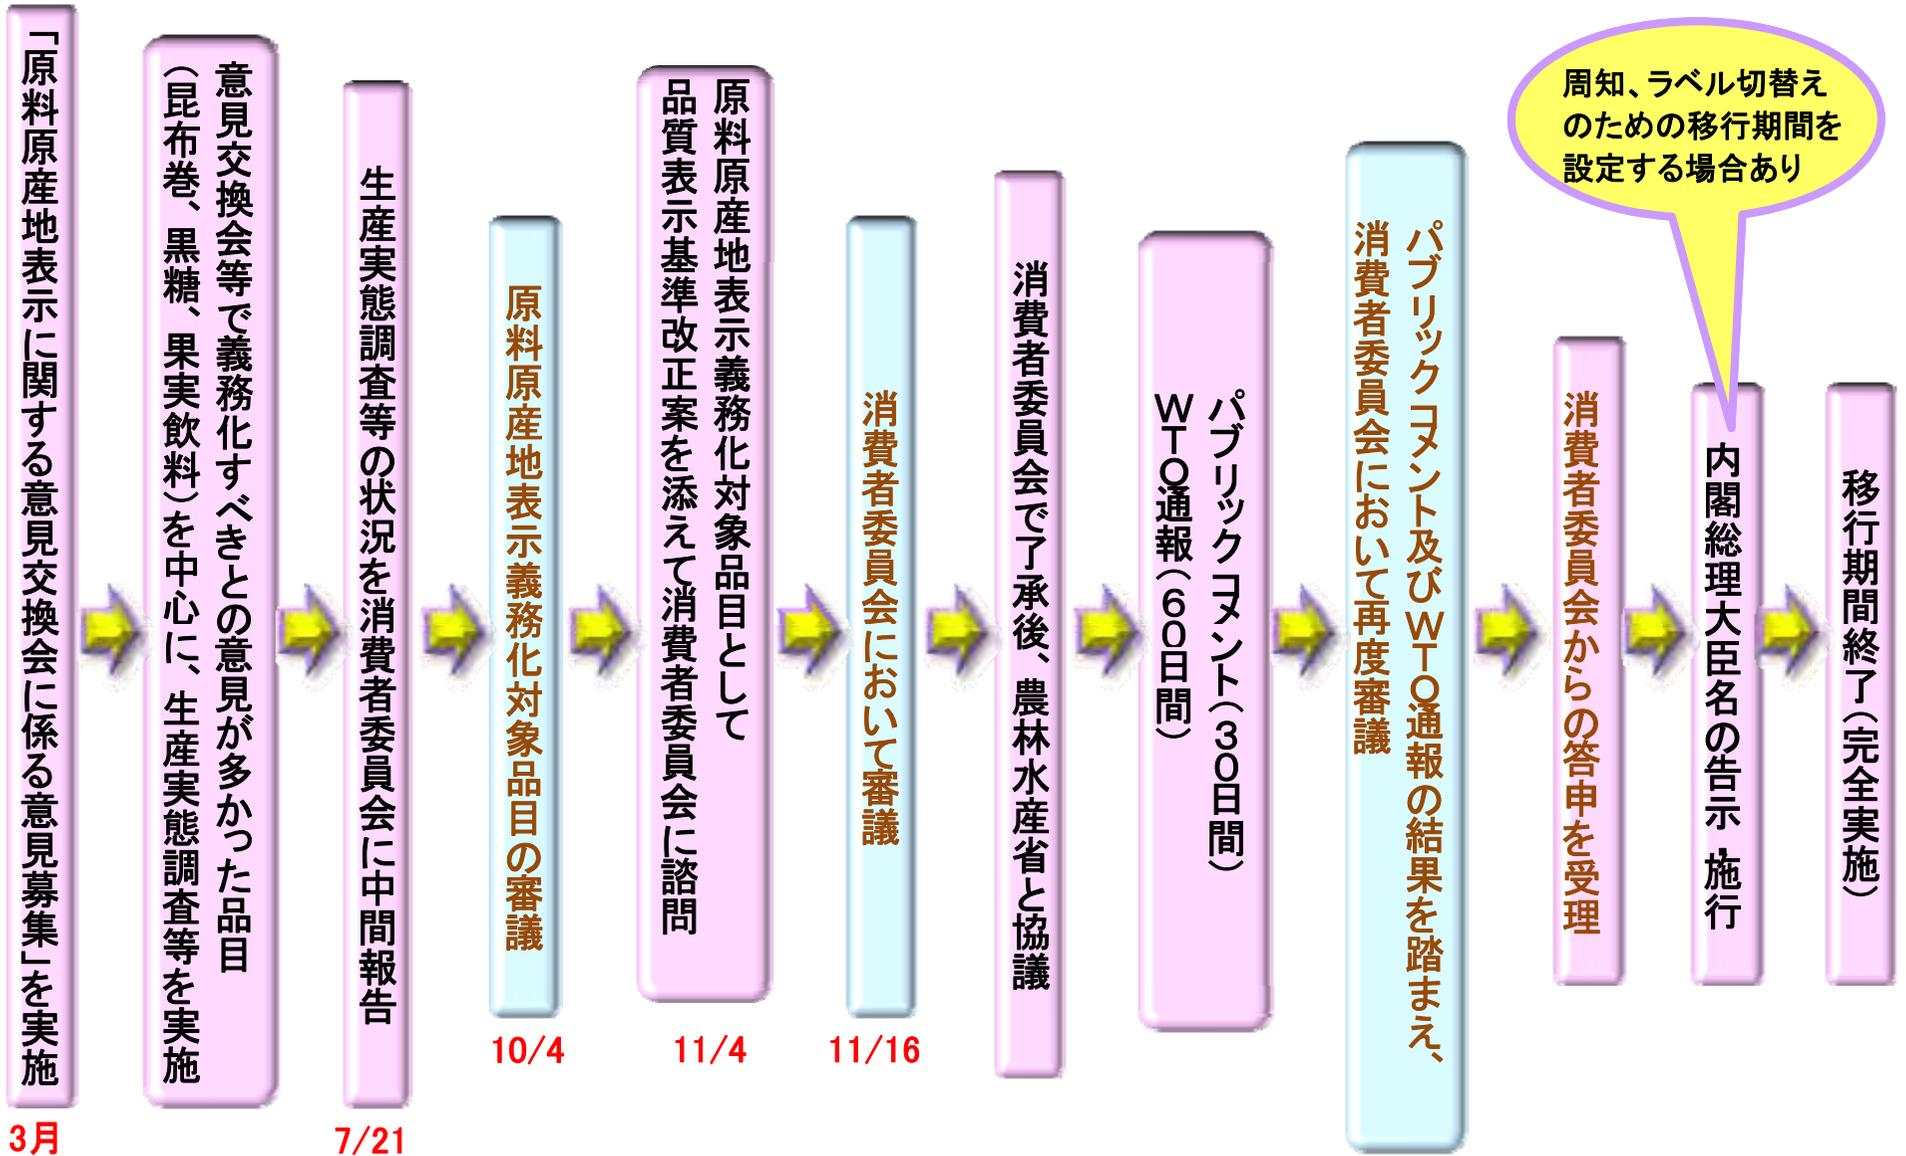 「原料原産地表示に関する意見交換会に係る意見募集」を実施
3月
意見交換会等で義務化すべきとの意見が多かった品目
（昆布巻、黒糖、果実飲料）を中心に、生産実態調査等を実施
生産実態調査等の状況を消費者委員会に中間報告
7/21
原料原産地表示義務化対象品目の審議
10/4
原料原産地表示義務化対象品目として
品質表示基準改正案を添えて消費者委員会に諮問
11/4
消費者委員会において審議
11/16
消費者委員会で了承後、農林水産省と協議
パブリックコメント（３０日間）
ＷＴＯ通報（６０日間）
パブリックコメント及びＷＴＯ通報の結果を踏まえ、
消費者委員会において再度審議
消費者委員会からの答申を受理
周知、ラベル切替え
のための移行期間を
設定する場合あり
内閣総理大臣名の告示・施行
移行期間終了（完全実施）